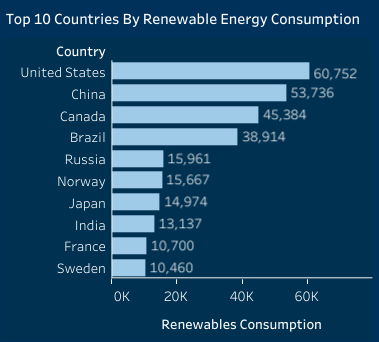 Top 10 Countries By Renewable Energy Consumption
Country
United States 60,752
China 53,736
Canada 45,384
Brazil 38,914
Russia 15,961
Norway 15,667
Japan 14,974
India 13,137
France 10,700
Sweden 10,460
0K 20K 40K 60K
Renewables Consumption